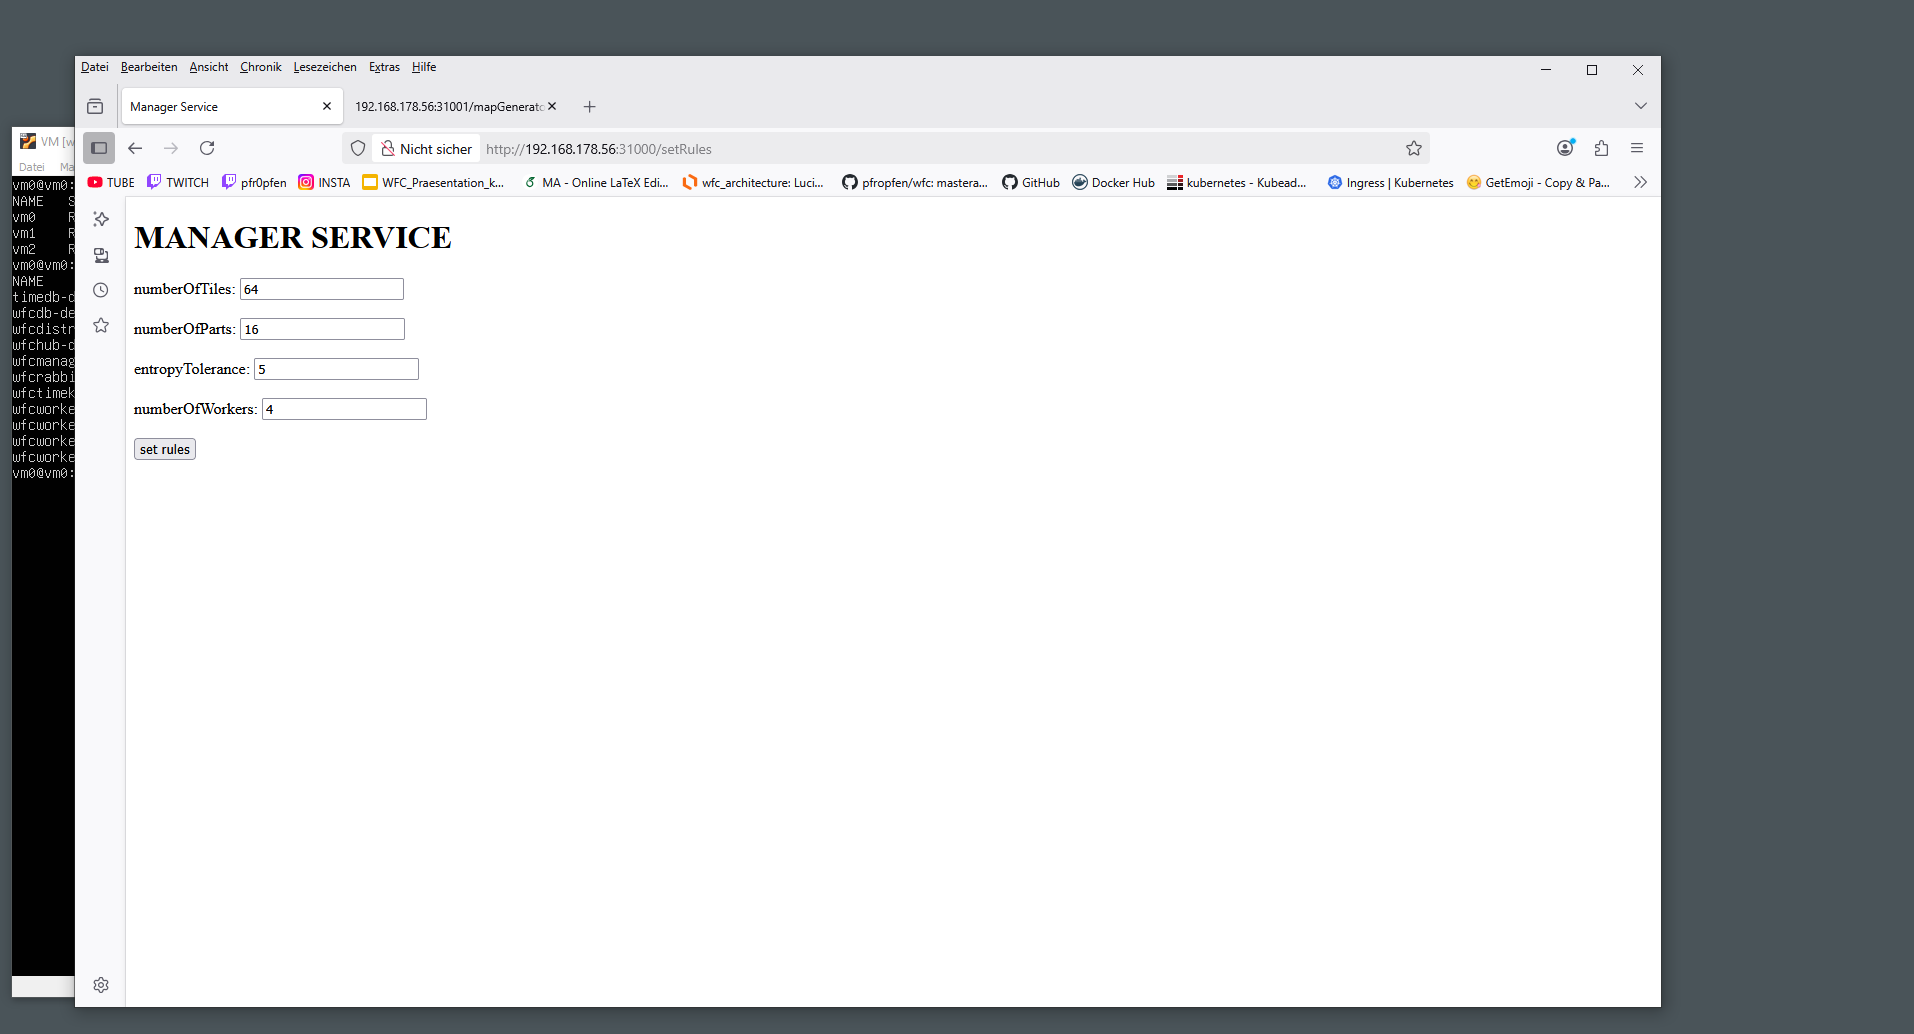 Datei Bearbeiten Ansicht Chronik Lesezeichen Extras Hilfe
Manager Service
192.168.178.56:31001/mapGenerato
Nicht sicher http://192.168.178.56:31000/setRules
TUBE TWITCH pfr0pfen INSTA WFC_Praesentation_k... MA - Online LaTeX Edi... wfc_architecture: Luci... pfropfen/wfc: mastera... GitHub Docker Hub kubernetes - Kubead... Ingress | Kubernetes GetEmoji - Copy & Pa...
MANAGER SERVICE
numberOfTiles: 64
numberOfParts: 16
entropyTolerance: 5
numberOfWorkers: 4
set rules
VM [w
Datei Ma
vm0@vm0:
NAME S
vm0 R
vm1 R
vm2 R
vm0@vm0:
NAME
timedb-d
wfcdb-de
wfcdistr
wfchub-d
wfcmanag
wfcrabbi
wfctimek
wfcworke
wfcworke
wfcworke
wfcworke
vm0@vm0: